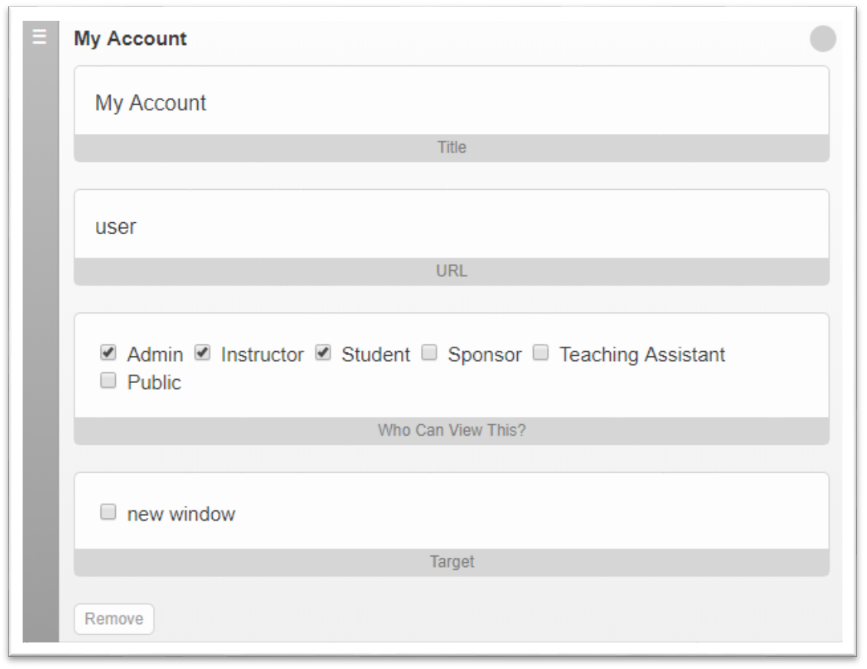 My Account
My Account
Title
user
URL
Admin Instructor Student Sponsor Teaching Assistant
Public
Who Can View This?
new window
Target
Remove